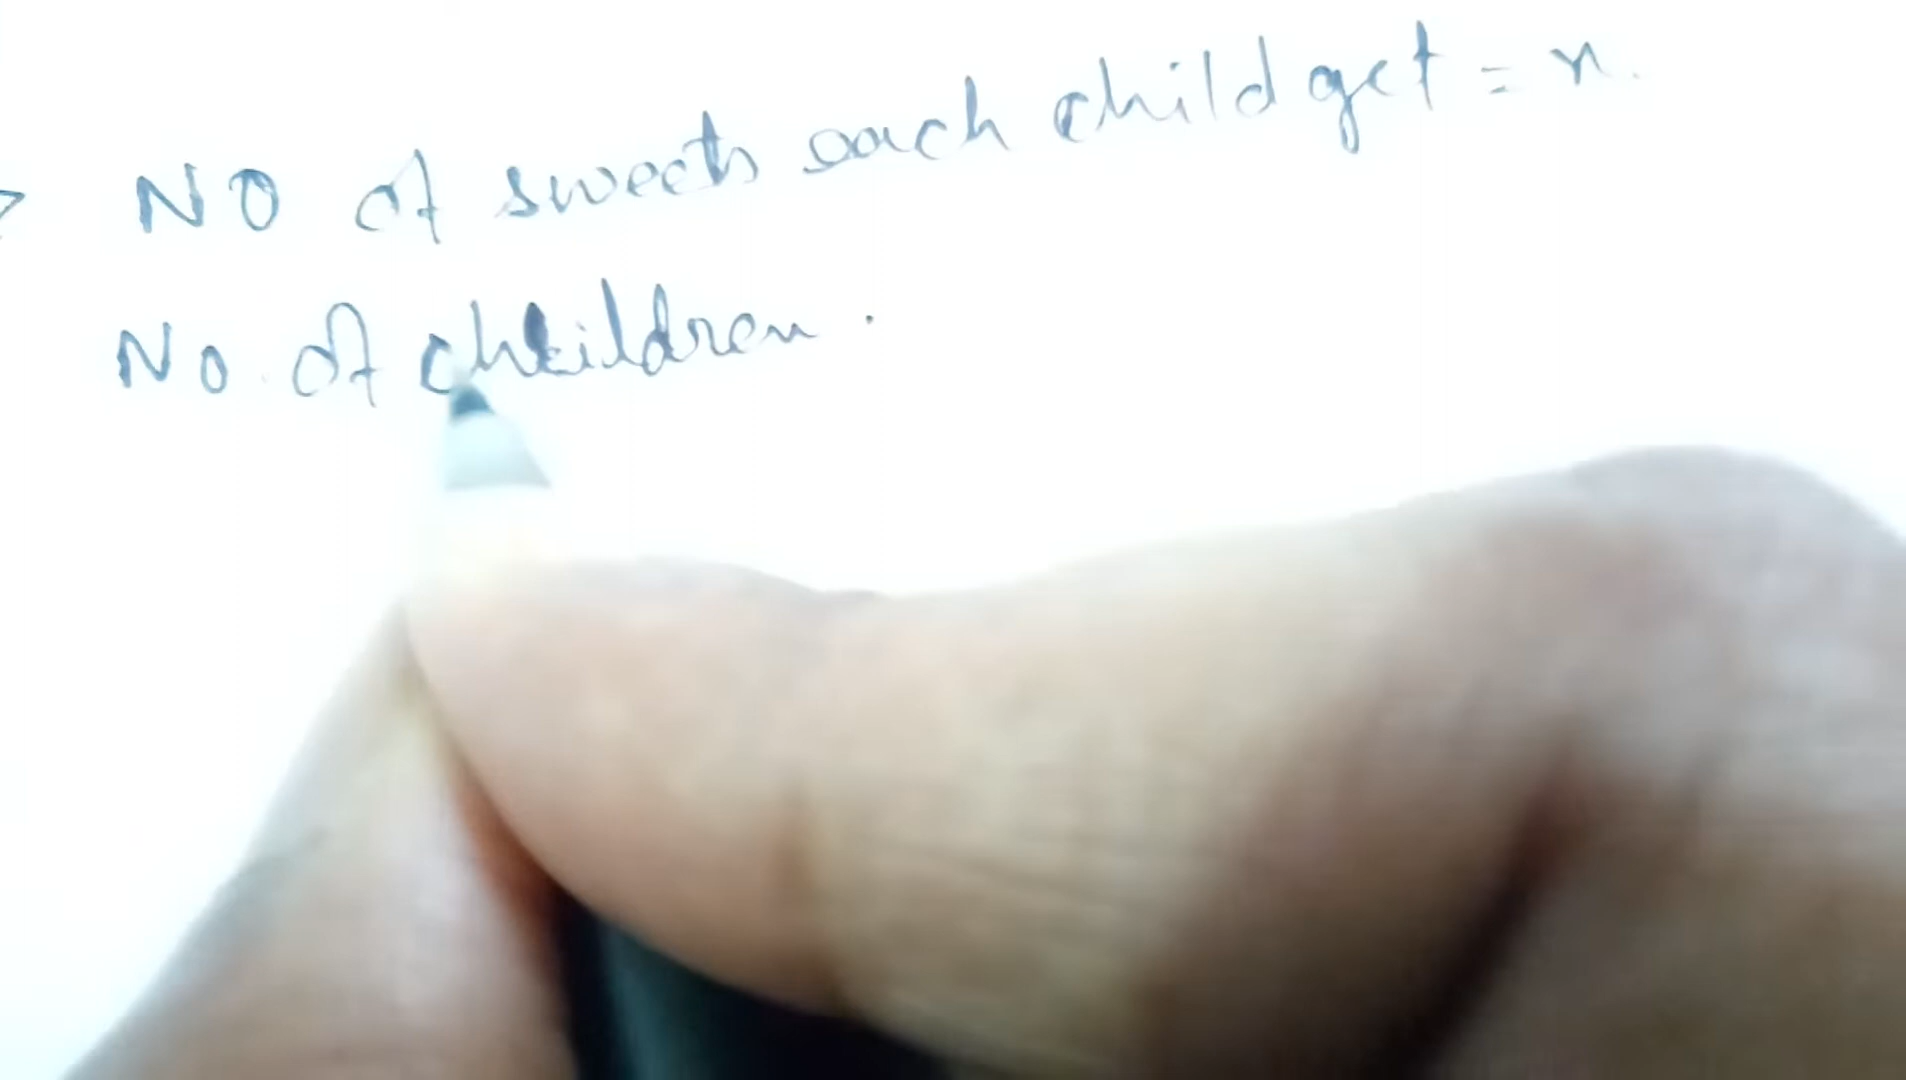 NO of sweets each child get = x.
No. of children.